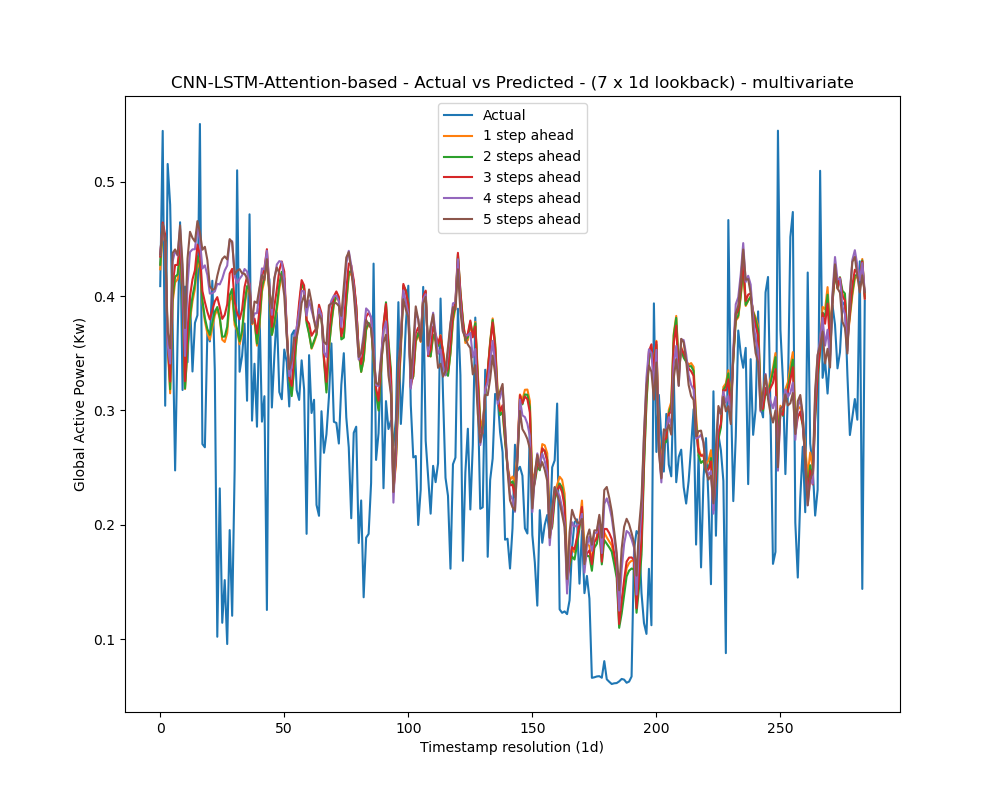 CNN-LSTM-Attention-based - Actual vs Predicted - (7 x 1d lookback) - multivariate
Actual
1 step ahead
2 steps ahead
3 steps ahead
4 steps ahead
5 steps ahead
Global Active Power (Kw)
0.5
0.4
0.3
0.2
0.1
0
50
100
150
200
250
Timestamp resolution (1d)